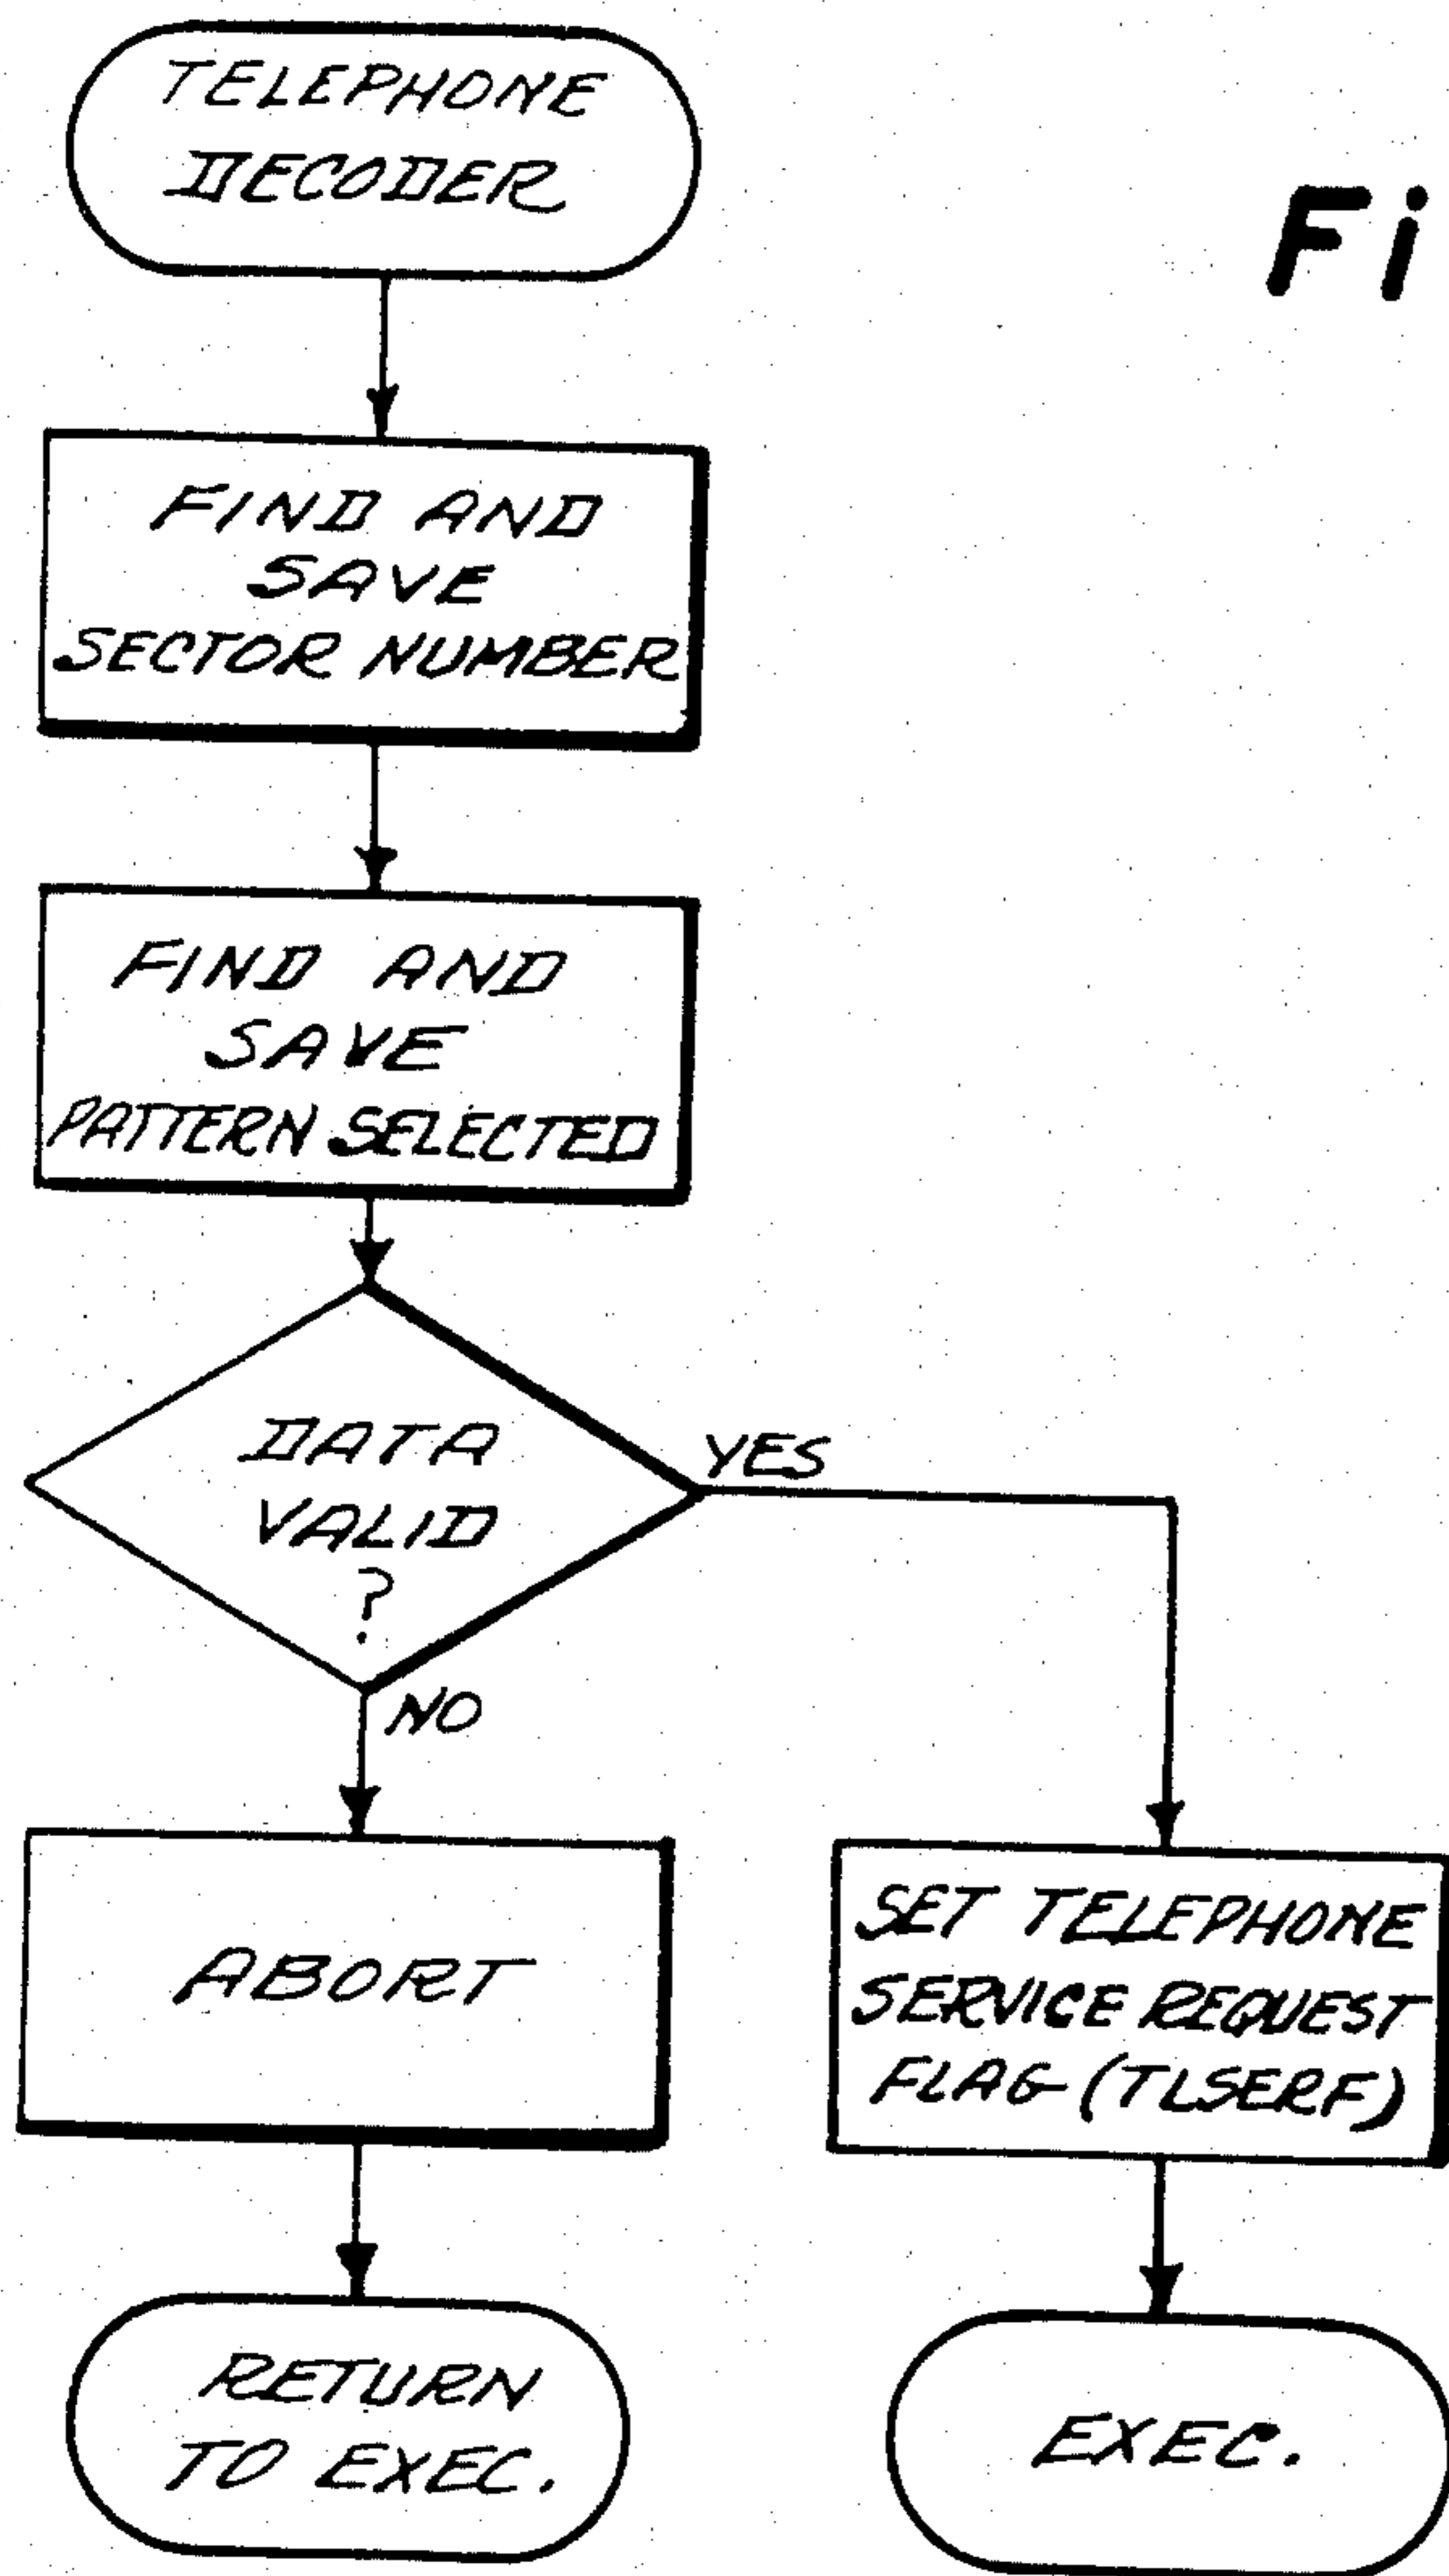 TELEPHONE
DECODER
Fi
FIND AND
SAVE
SECTOR NUMBER
FIND AND
SAVE
PATTERN SELECTED
DATA
VALID
?
YES
NO
ABORT
SET TELEPHONE
SERVICE REQUEST
FLAG (TLSERF)
RETURN
TO EXEC.
EXEC.